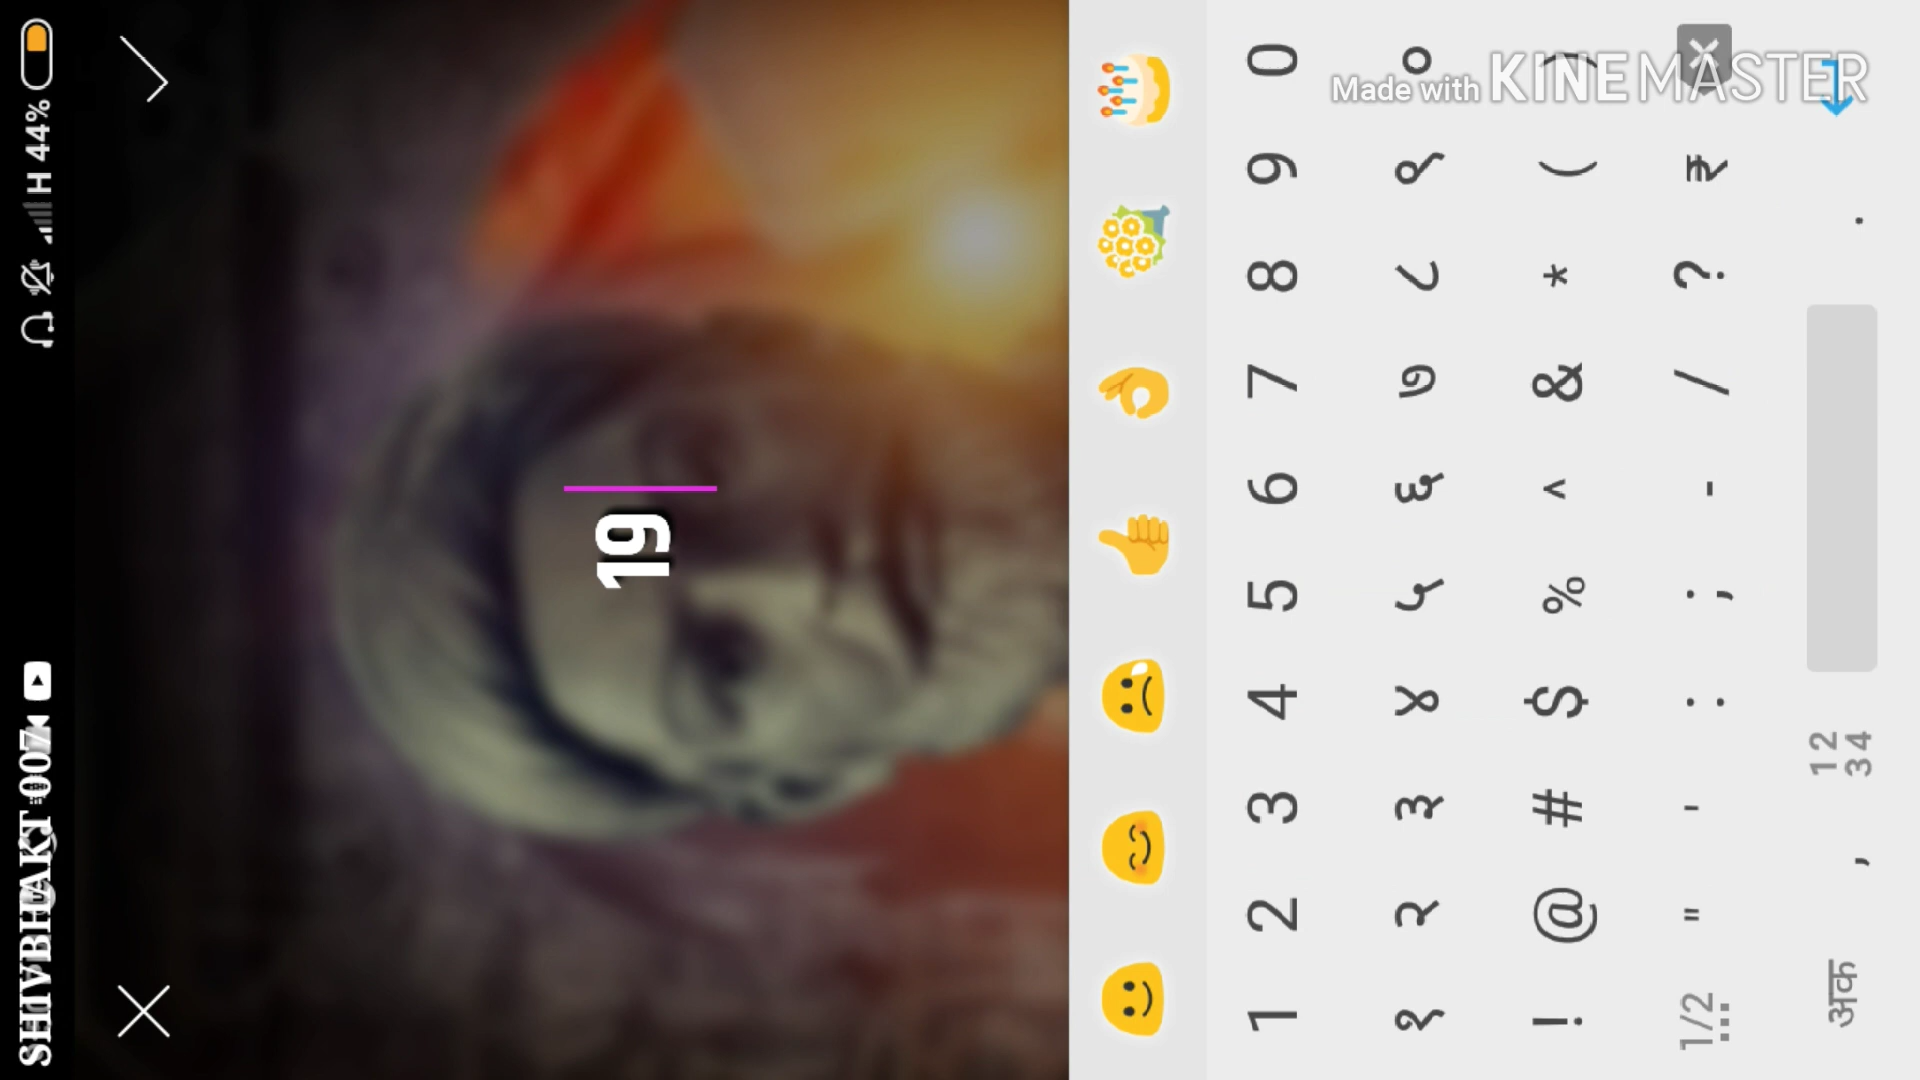 SHIVBHAKT 007
H 44%
19
Made with KINEMASTER
1 2 3 4 5 6 7 8 9 0
१ २ ३ ४ ५ ६ ७ ८ ९ ०
! @ # $ % ^ & * ( )
1/2 " ' : ; - / ? ₹
अक , 12 34 .